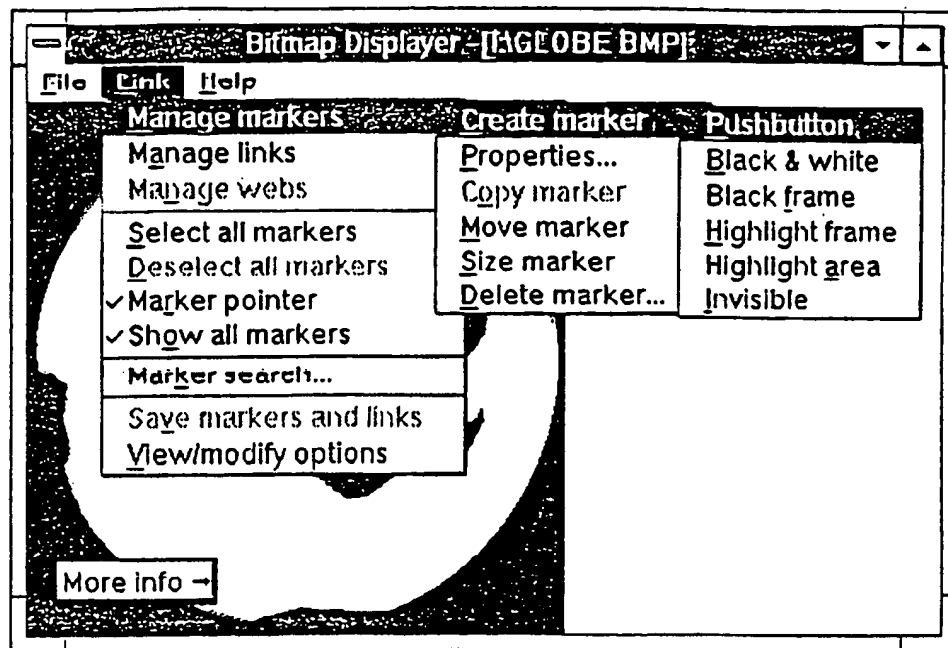 Bitmap Displayer -[AGLOBE BMP]
File Link Help
Manage markers
Manage links
Manage webs
Select all markers
Deselect all markers
✓Marker pointer
✓Show all markers
Marker search...
Save markers and links
View/modify options
Create marker
Properties...
Copy marker
Move marker
Size marker
Delete marker...
Pushbutton
Black & white
Black frame
Highlight frame
Highlight area
Invisible
More info →